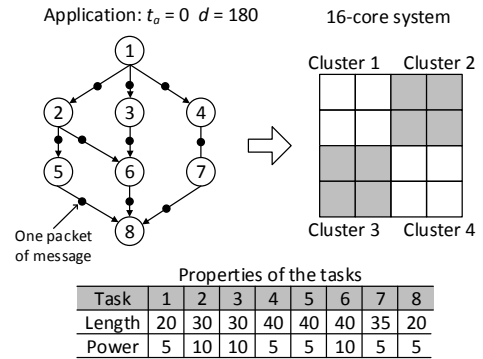 Application: tₐ = 0 d = 180
16-core system
Cluster 1 Cluster 2
1
2 3 4
5 6 7
8
One packet
of message
Cluster 3 Cluster 4
Properties of the tasks
Task 1 2 3 4 5 6 7 8
Length 20 30 30 40 40 40 35 20
Power 5 10 10 5 5 10 5 5